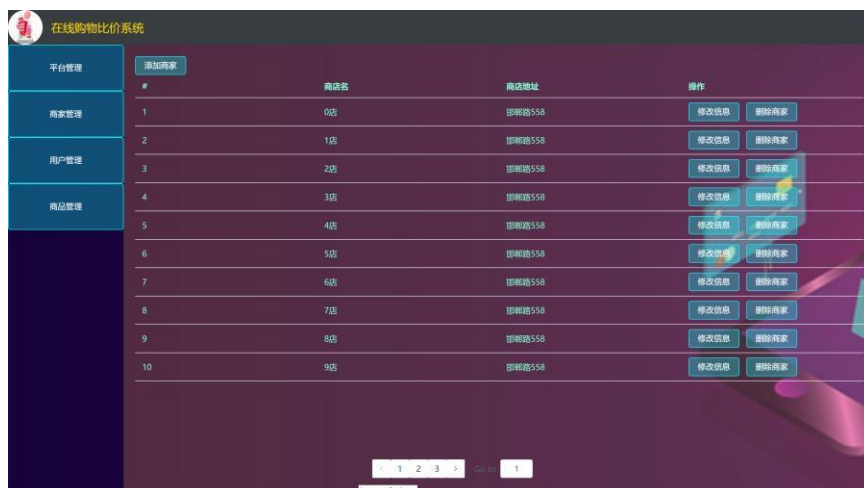 在线购物比价系统
平台管理
商家管理
用户管理
商品管理
添加商家
# 商店名 商店地址 操作
1 0店 邯郸路558 修改信息 删除商家
2 1店 邯郸路558 修改信息 删除商家
3 2店 邯郸路558 修改信息 删除商家
4 3店 邯郸路558 修改信息 删除商家
5 4店 邯郸路558 修改信息 删除商家
6 5店 邯郸路558 修改信息 删除商家
7 6店 邯郸路558 修改信息 删除商家
8 7店 邯郸路558 修改信息 删除商家
9 8店 邯郸路558 修改信息 删除商家
10 9店 邯郸路558 修改信息 删除商家
< 1 2 3 > Go to 1